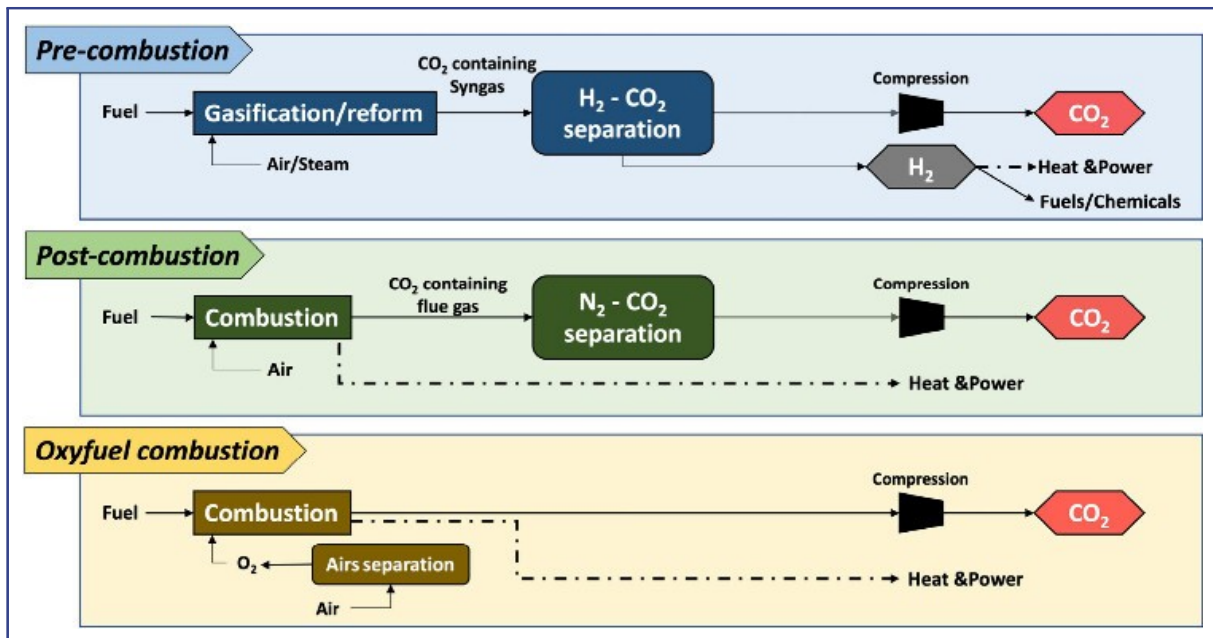 Pre-combustion
CO₂ containing
Syngas
Fuel
Gasification/reform
H₂ - CO₂
separation
Compression
CO₂
Air/Steam
H₂
Heat &Power
Fuels/Chemicals
Post-combustion
CO₂ containing
flue gas
Fuel
Combustion
N₂ - CO₂
separation
Compression
CO₂
Air
Heat &Power
Oxyfuel combustion
Fuel
Combustion
Compression
CO₂
O₂
Airs separation
Air
Heat &Power